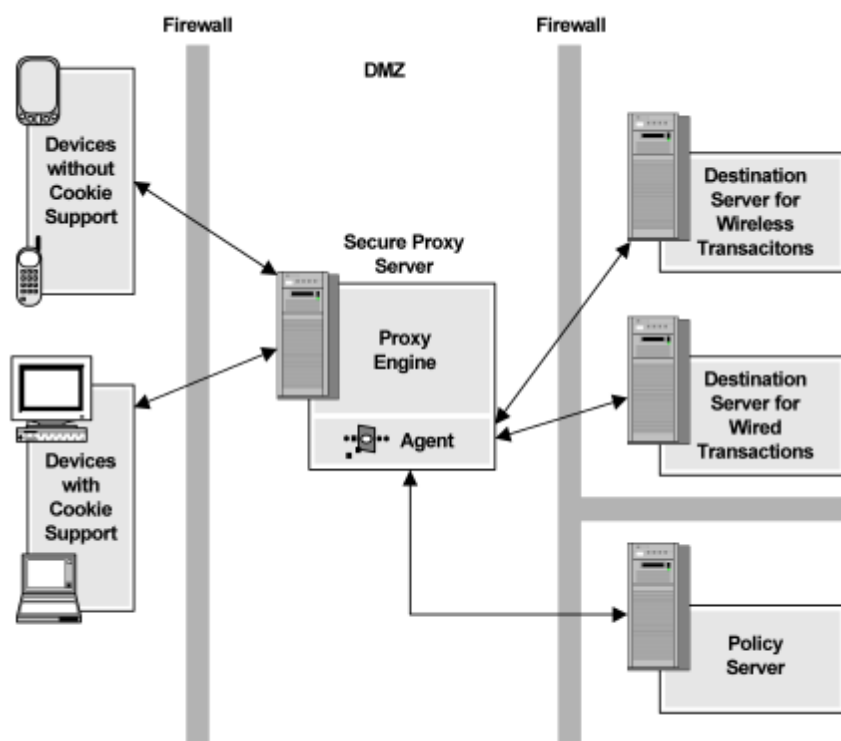 Firewall
Firewall
DMZ
Devices
without
Cookie
Support
Destination
Server for
Wireless
Transacitons
Secure Proxy
Server
Proxy
Engine
Agent
Devices
with
Cookie
Support
Destination
Server for
Wired
Transactions
Policy
Server